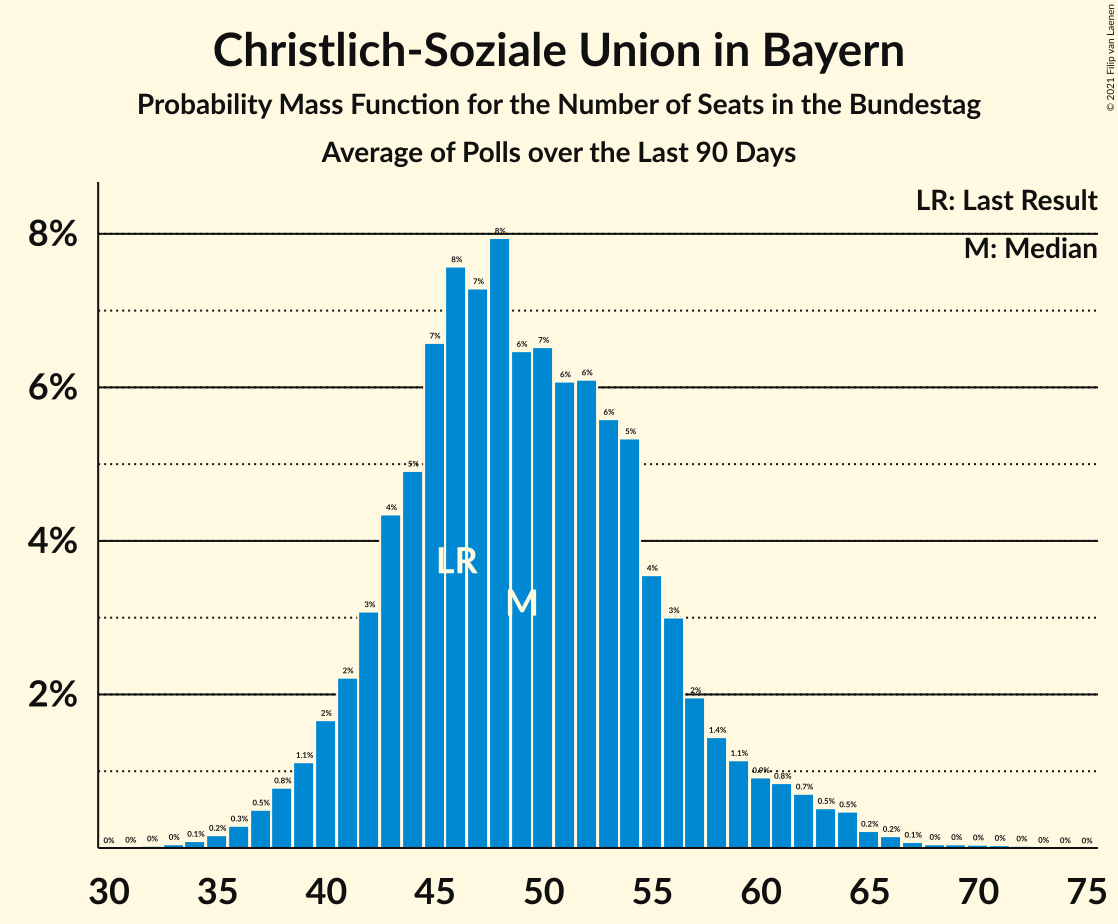 Christlich-Soziale Union in Bayern
Probability Mass Function for the Number of Seats in the Bundestag
Average of Polls over the Last 90 Days
© 2021 Filip van Laenen
LR: Last Result
M: Median
8%
6%
4%
2%
0% 0% 0% 0% 0.1% 0.2% 0.3% 0.5% 0.8% 1.1% 2% 2% 3% 4% 5% 7% 8% 7% 8% 6% 7% 6% 6% 6% 5% 4% 3% 2% 1.4% 1.1% 0.9% 0.8% 0.7% 0.5% 0.5% 0.2% 0.2% 0.1% 0% 0% 0% 0% 0% 0% 0% 0%
LR
M
30 35 40 45 50 55 60 65 70 75